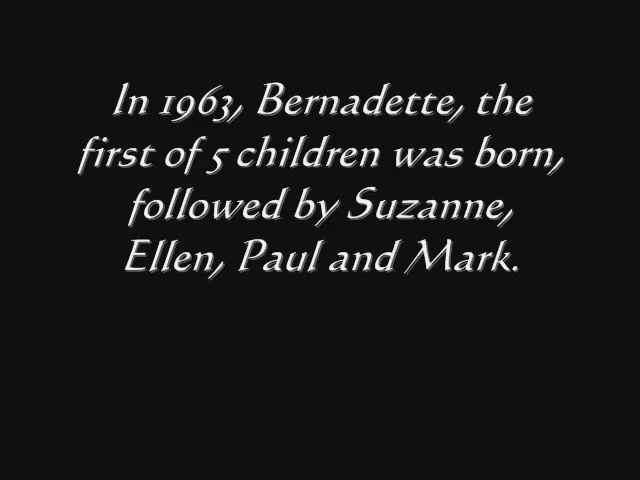 In 1963, Bernadette, the
first of 5 children was born,
followed by Suzanne,
Ellen, Paul and Mark.